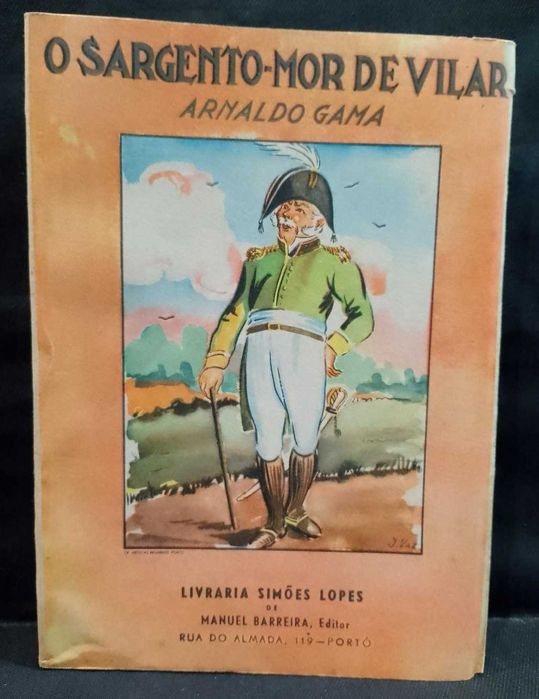 O SARGENTO-MOR DE VILAR
ARNALDO GAMA
J. Vaz
LIVRARIA SIMÕES LOPES
DE
MANUEL BARREIRA, Editor
RUA DO ALMADA, 119—PORTO